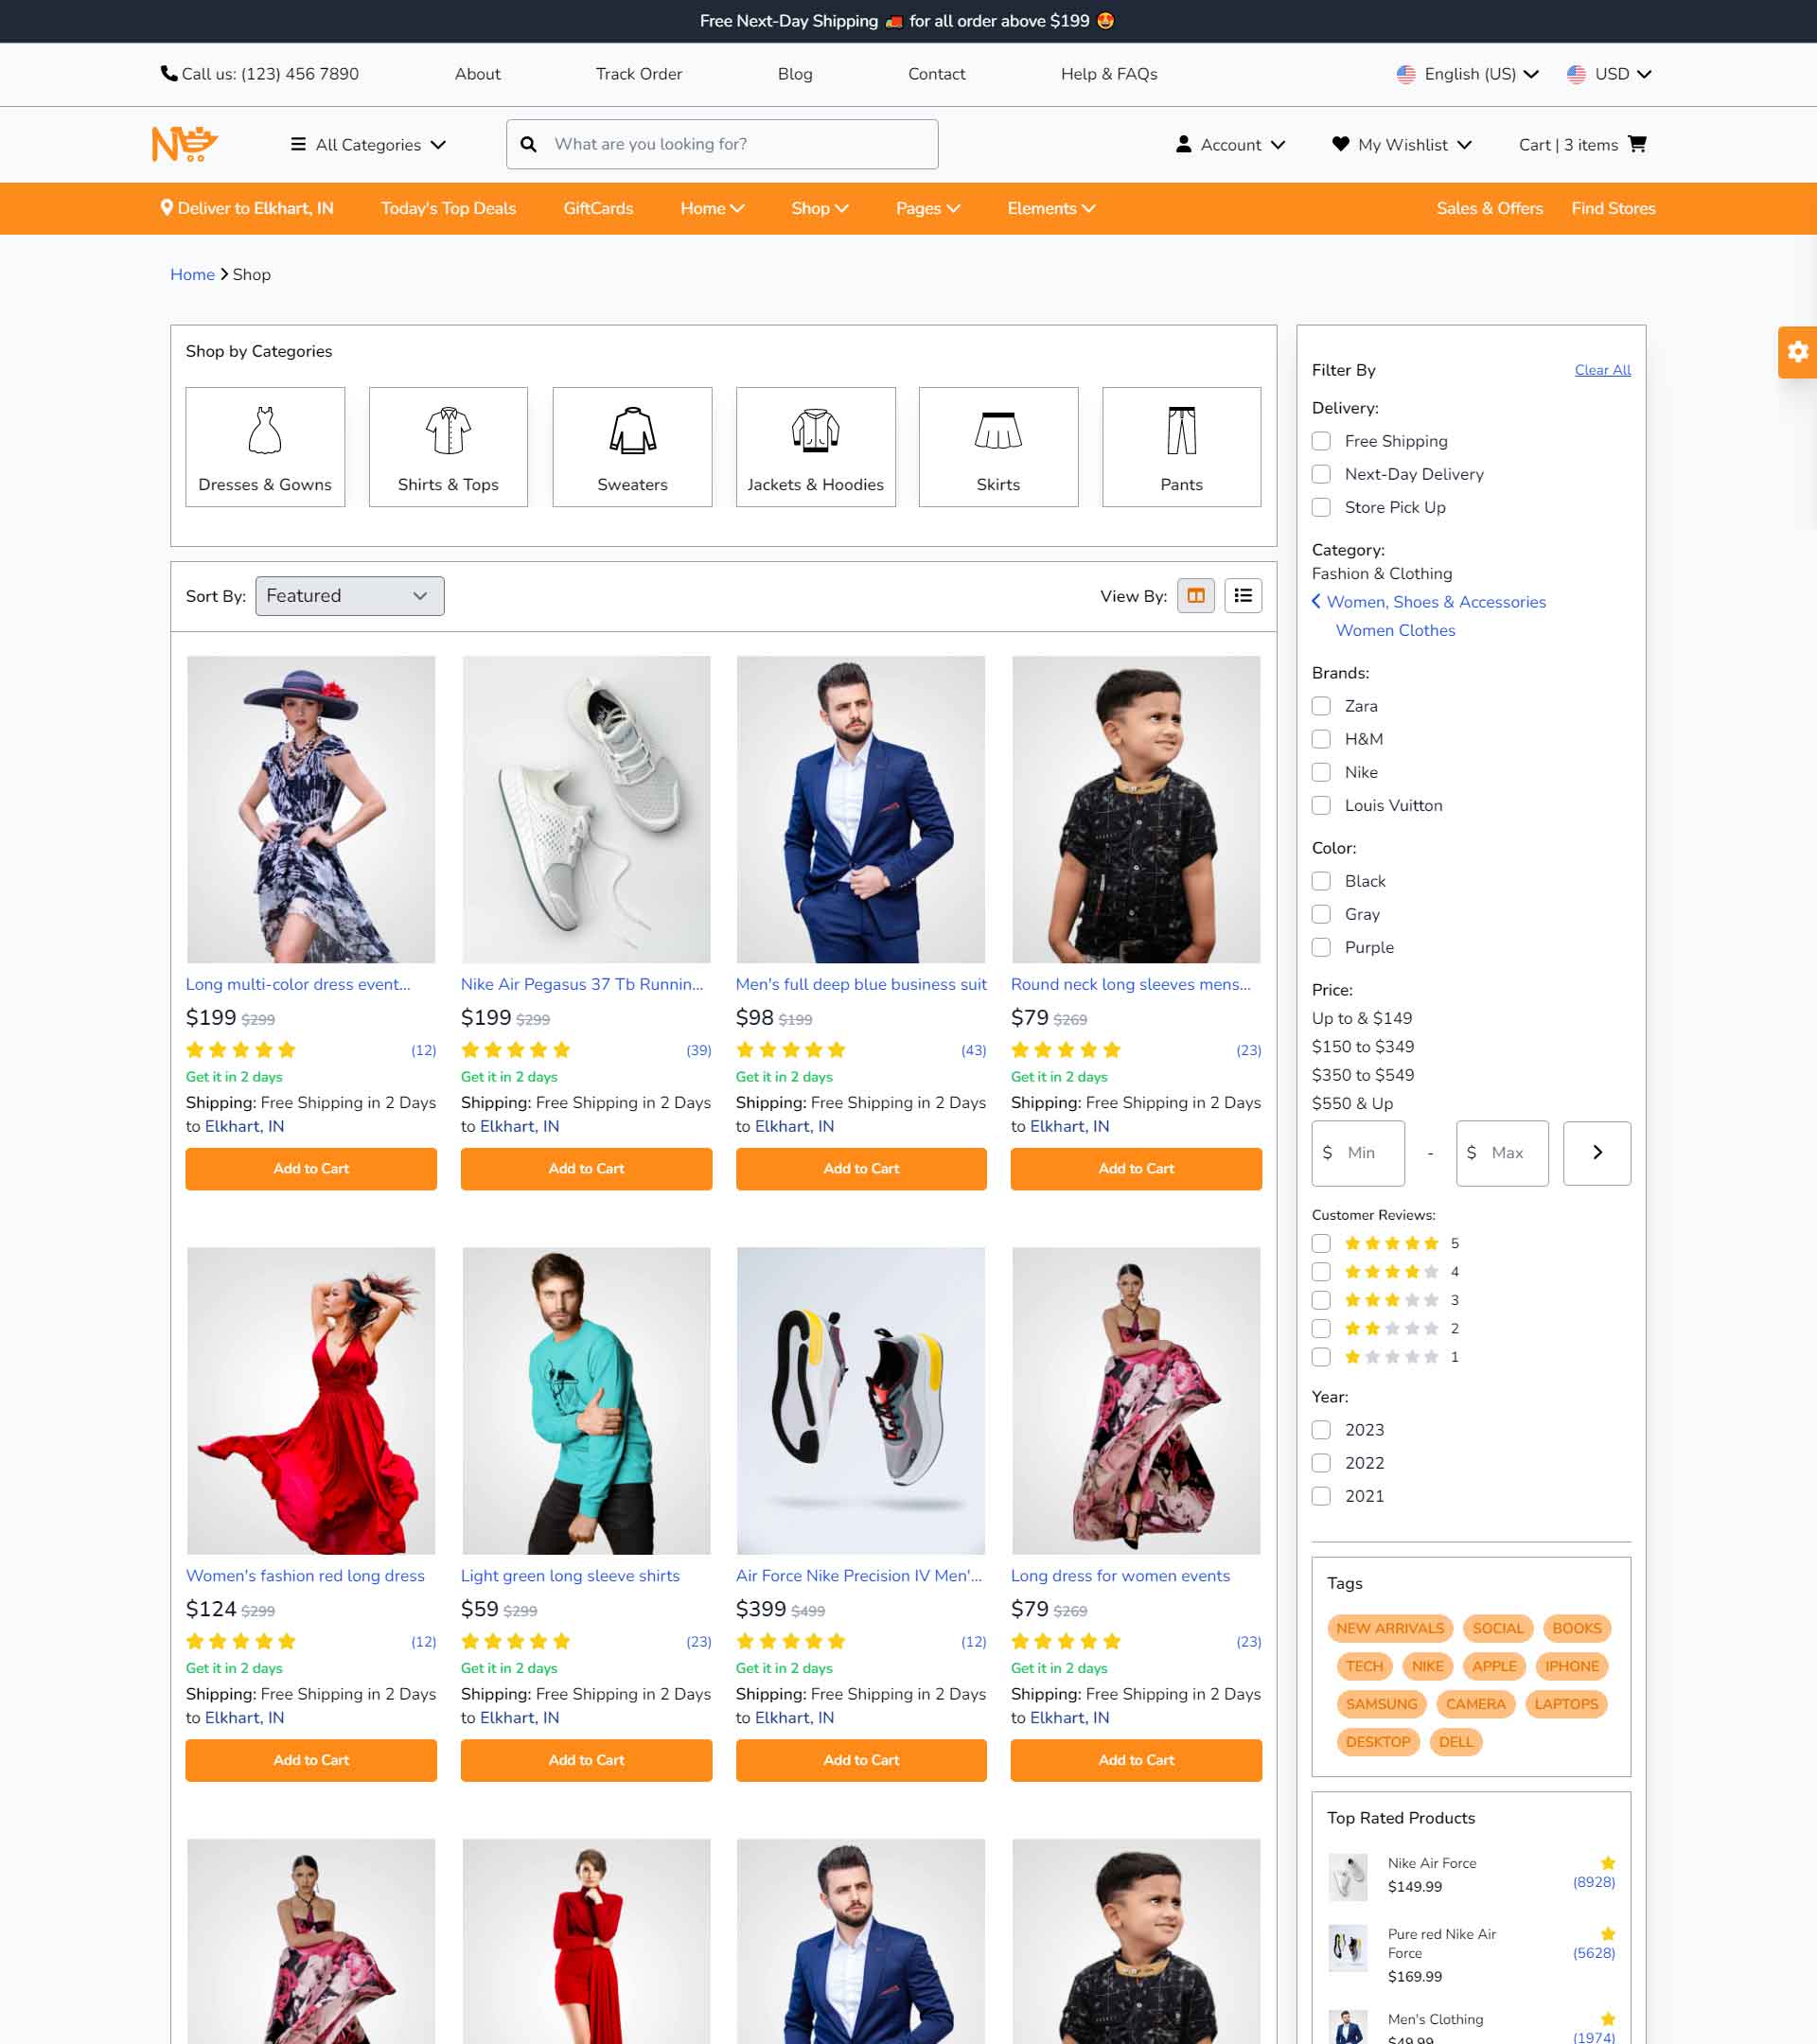 Free Next-Day Shipping 🚚 for all order above $199 😍
Call us: (123) 456 7890 About Track Order Blog Contact Help & FAQs English (US) USD
N All Categories What are you looking for? Account My Wishlist Cart | 3 items
Deliver to Elkhart, IN Today's Top Deals GiftCards Home Shop Pages Elements Sales & Offers Find Stores
Home Shop
Shop by Categories
Dresses & Gowns Shirts & Tops Sweaters Jackets & Hoodies Skirts Pants
Sort By: Featured View By:
Long multi-color dress event... Nike Air Pegasus 37 Tb Runnin... Men's full deep blue business suit Round neck long sleeves mens...
$199 $299 $199 $299 $98 $199 $79 $269
(12) (39) (43) (23)
Get it in 2 days Get it in 2 days Get it in 2 days Get it in 2 days
Shipping: Free Shipping in 2 Days Shipping: Free Shipping in 2 Days Shipping: Free Shipping in 2 Days Shipping: Free Shipping in 2 Days
to Elkhart, IN to Elkhart, IN to Elkhart, IN to Elkhart, IN
Add to Cart Add to Cart Add to Cart Add to Cart
Women's fashion red long dress Light green long sleeve shirts Air Force Nike Precision IV Men'... Long dress for women events
$124 $299 $59 $299 $399 $499 $79 $269
(12) (23) (12) (23)
Get it in 2 days Get it in 2 days Get it in 2 days Get it in 2 days
Shipping: Free Shipping in 2 Days Shipping: Free Shipping in 2 Days Shipping: Free Shipping in 2 Days Shipping: Free Shipping in 2 Days
to Elkhart, IN to Elkhart, IN to Elkhart, IN to Elkhart, IN
Add to Cart Add to Cart Add to Cart Add to Cart
Filter By Clear All
Delivery:
Free Shipping
Next-Day Delivery
Store Pick Up
Category:
Fashion & Clothing
Women, Shoes & Accessories
Women Clothes
Brands:
Zara
H&M
Nike
Louis Vuitton
Color:
Black
Gray
Purple
Price:
Up to & $149
$150 to $349
$350 to $549
$550 & Up
$ Min - $ Max
Customer Reviews:
5
4
3
2
1
Year:
2023
2022
2021
Tags
NEW ARRIVALS SOCIAL BOOKS
TECH NIKE APPLE IPHONE
SAMSUNG CAMERA LAPTOPS
DESKTOP DELL
Top Rated Products
Nike Air Force
$149.99 (8928)
Pure red Nike Air
Force (5628)
$169.99
Men's Clothing
$49.99 (1974)